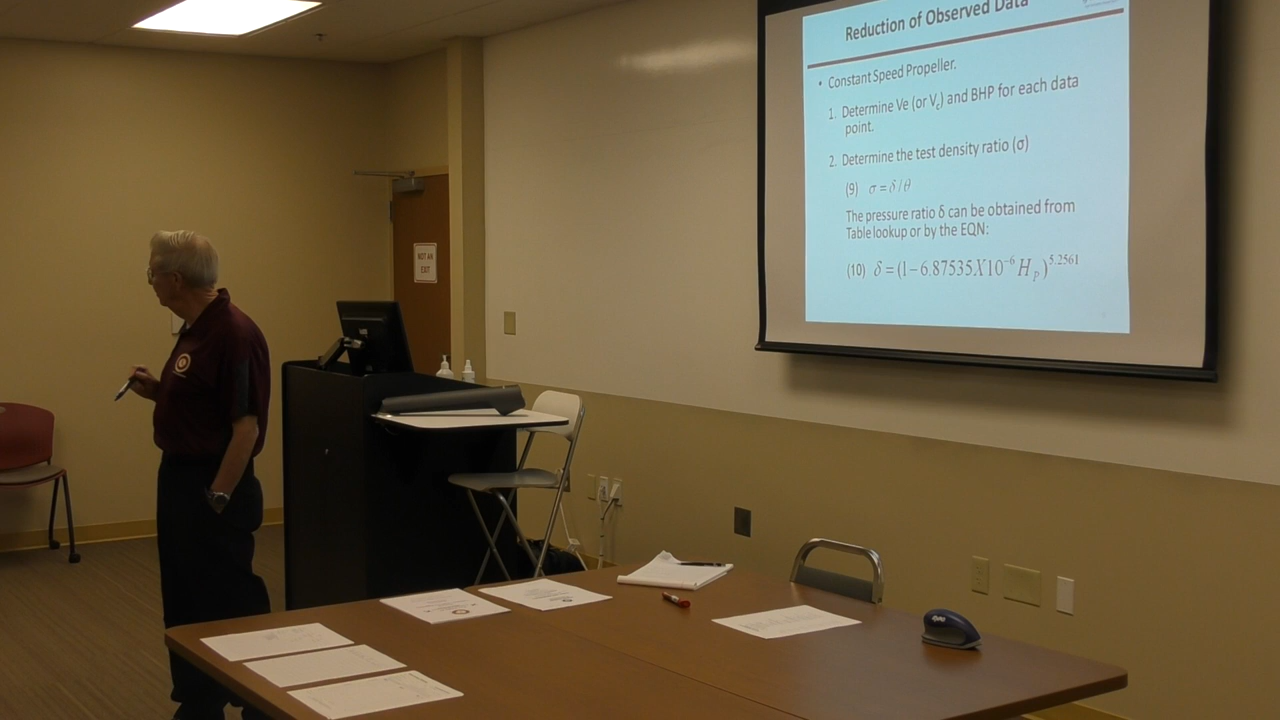 Reduction of Observed Data
• Constant Speed Propeller.
1. Determine Ve (or V_c) and BHP for each data
point.
2. Determine the test density ratio (σ)
(9) σ = δ / θ
The pressure ratio δ can be obtained from
Table lookup or by the EQN:
(10) δ = (1 − 6.87535X10⁻⁶ H_P)^5.2561
NOT AN
EXIT